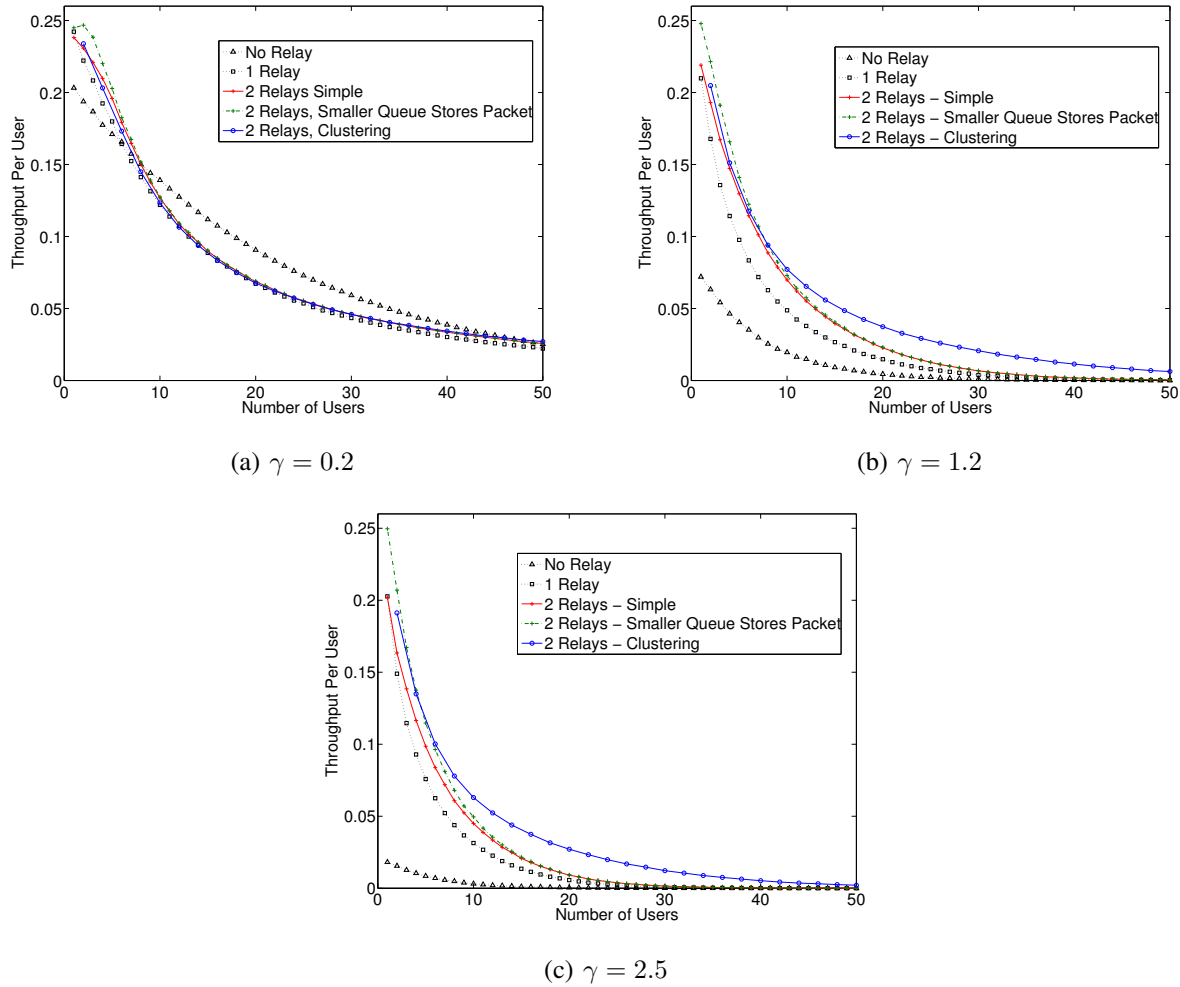 0.25
0.2
0.15
0.1
0.05
0
0 10 20 30 40 50
Throughput Per User
Number of Users
No Relay
1 Relay
2 Relays Simple
2 Relays, Smaller Queue Stores Packet
2 Relays, Clustering
(a) γ = 0.2
0.25
0.2
0.15
0.1
0.05
0
0 10 20 30 40 50
Throughput Per User
Number of Users
No Relay
1 Relay
2 Relays − Simple
2 Relays − Smaller Queue Stores Packet
2 Relays − Clustering
(b) γ = 1.2
0.25
0.2
0.15
0.1
0.05
0
0 10 20 30 40 50
Throughput Per User
Number of Users
No Relay
1 Relay
2 Relays − Simple
2 Relays − Smaller Queue Stores Packet
2 Relays − Clustering
(c) γ = 2.5